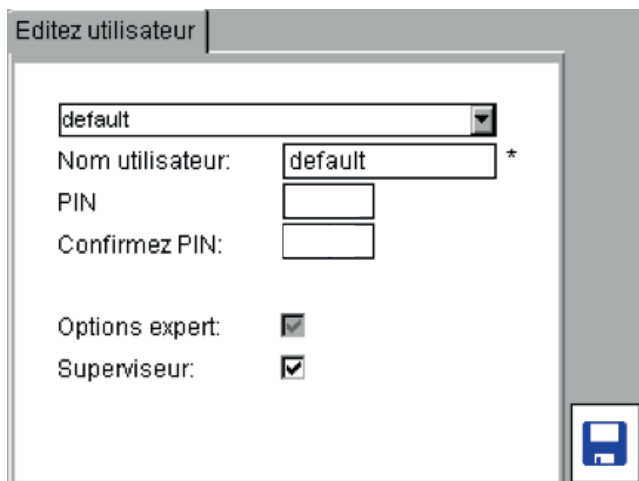 Editez utilisateur
default
Nom utilisateur: default *
PIN
Confirmez PIN:
Options expert:
Superviseur: